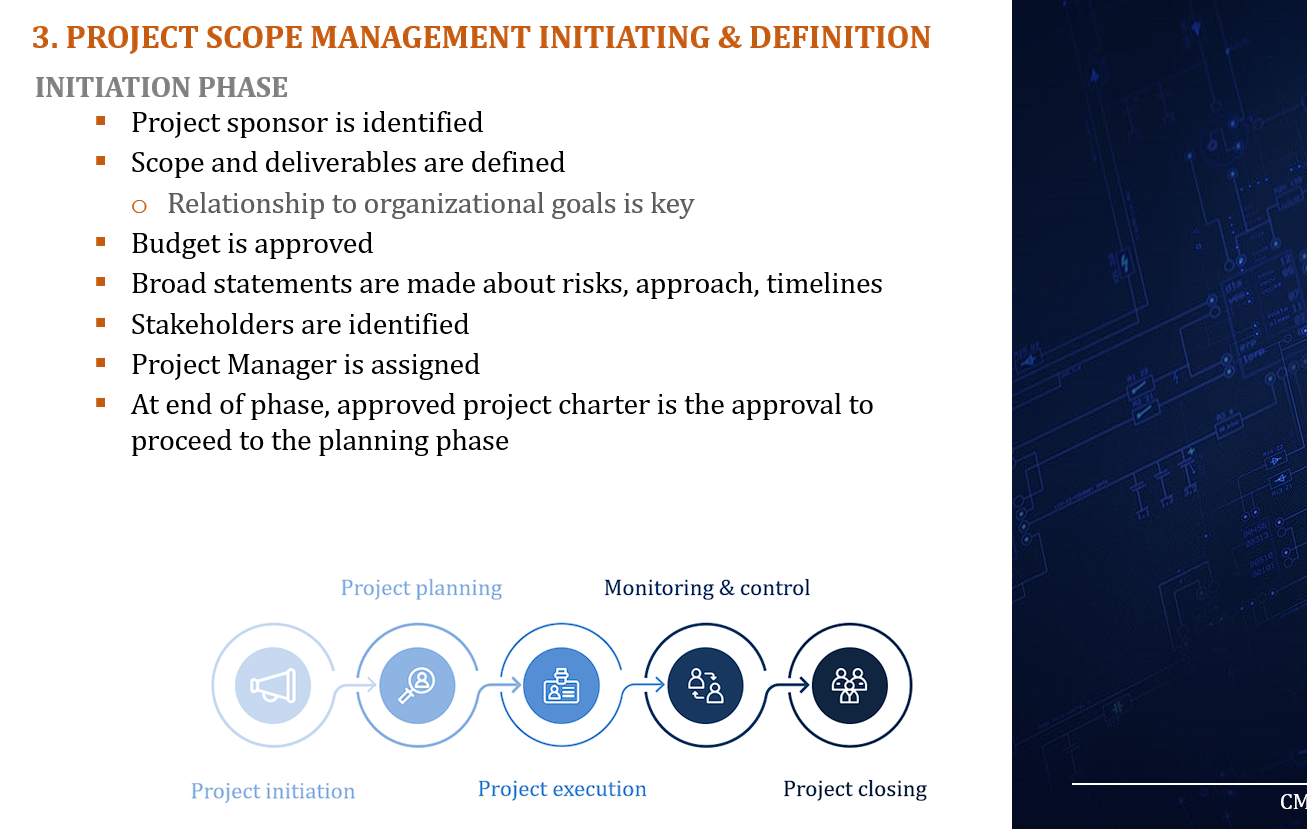 3. PROJECT SCOPE MANAGEMENT INITIATING & DEFINITION
INITIATION PHASE
▪ Project sponsor is identified
▪ Scope and deliverables are defined
o Relationship to organizational goals is key
▪ Budget is approved
▪ Broad statements are made about risks, approach, timelines
▪ Stakeholders are identified
▪ Project Manager is assigned
▪ At end of phase, approved project charter is the approval to
proceed to the planning phase
Project planning
Monitoring & control
Project initiation
Project execution
Project closing
CM